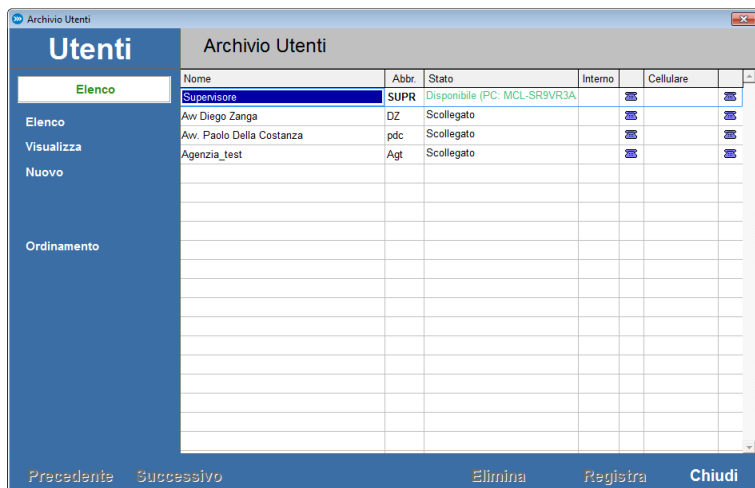 Archivio Utenti
Utenti
Archivio Utenti
Elenco
Elenco
Visualizza
Nuovo
Ordinamento
Nome Abbr. Stato Interno Cellulare
Supervisore SUPR Disponibile (PC: MCL-SR9VR3A
Avv Diego Zanga DZ Scollegato
Avv. Paolo Della Costanza pdc Scollegato
Agenzia_test Agt Scollegato
Precedente Successivo Elimina Registra Chiudi